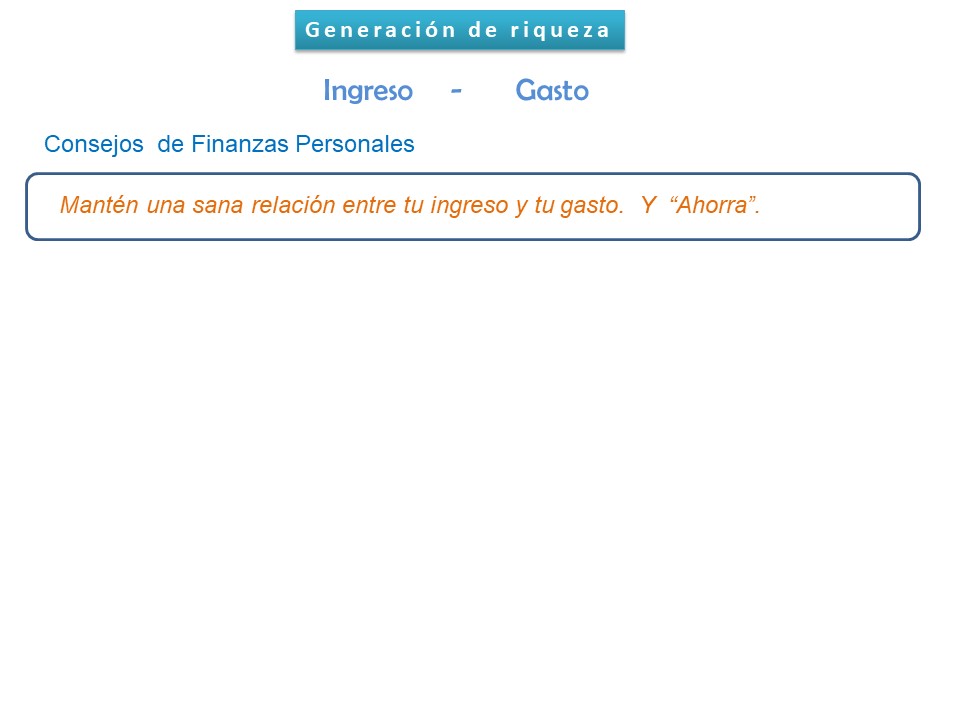 Generación de riqueza
Ingreso - Gasto
Consejos de Finanzas Personales
Mantén una sana relación entre tu ingreso y tu gasto. Y “Ahorra”.